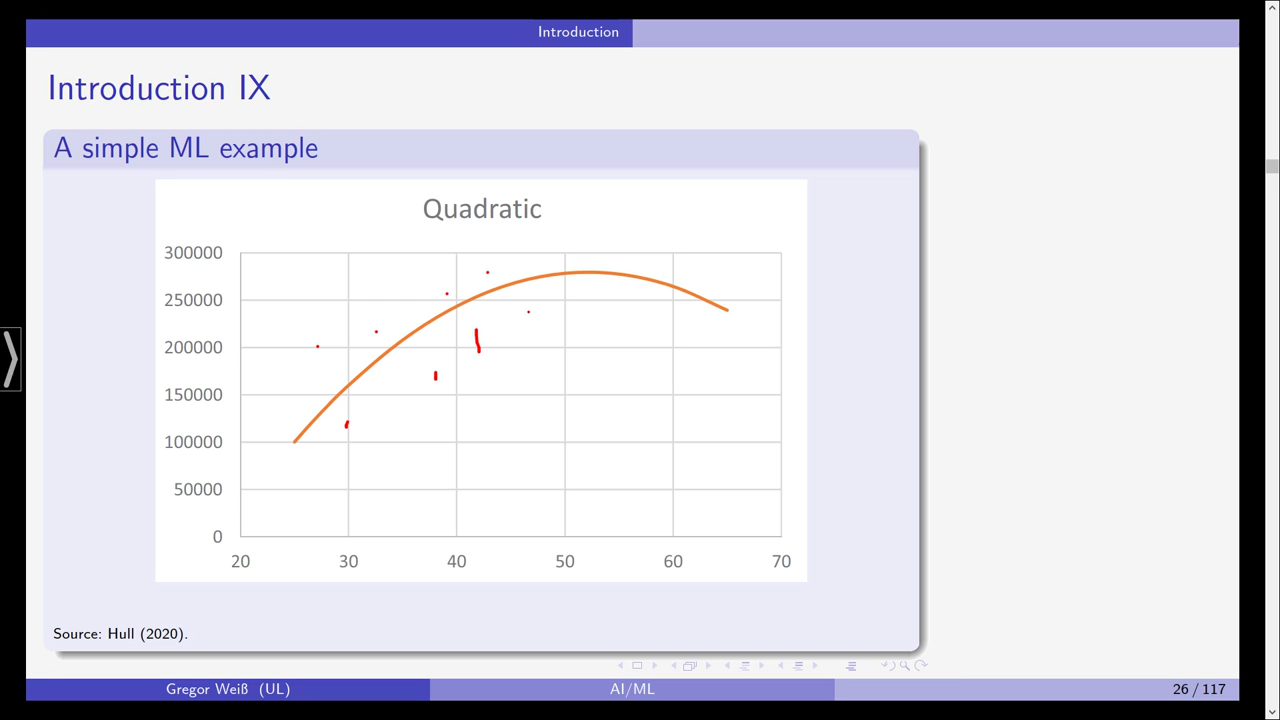 Introduction
Introduction IX
A simple ML example
Quadratic
300000
250000
200000
150000
100000
50000
0
20 30 40 50 60 70
Source: Hull (2020).
Gregor Weiß (UL) AI/ML 26 / 117